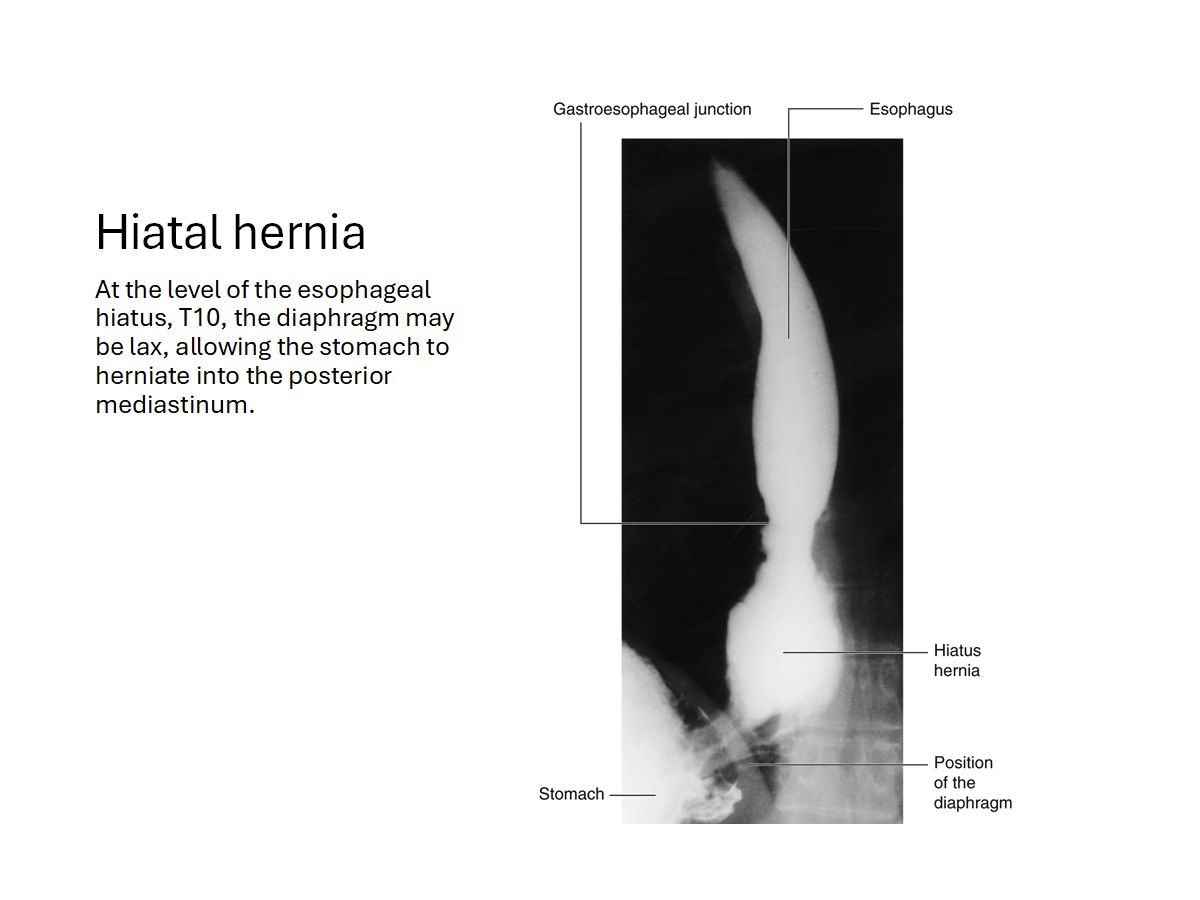 Hiatal hernia
At the level of the esophageal
hiatus, T10, the diaphragm may
be lax, allowing the stomach to
herniate into the posterior
mediastinum.
Gastroesophageal junction
Esophagus
Hiatus
hernia
Position
of the
diaphragm
Stomach